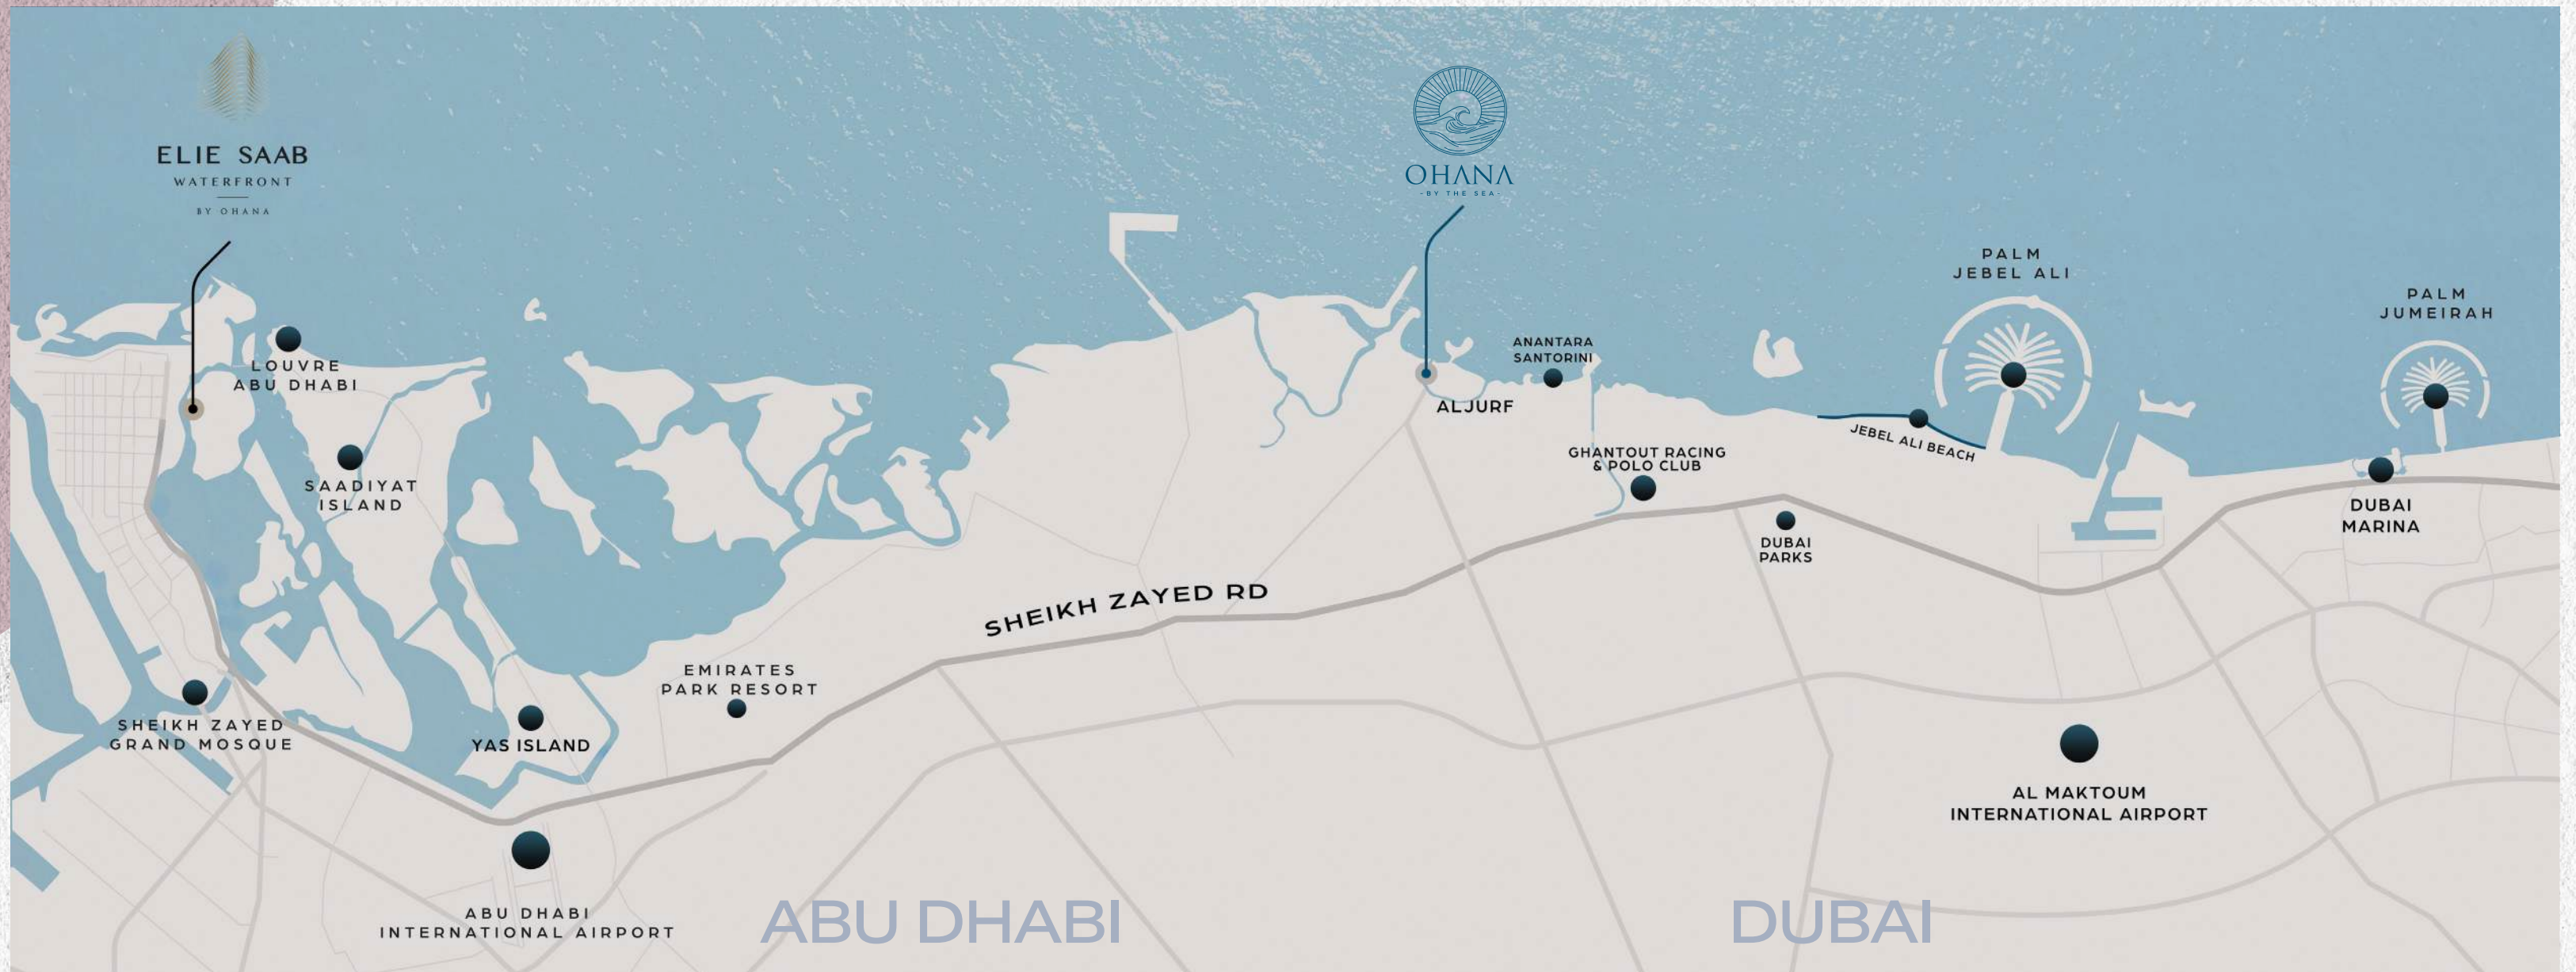 ELIE SAAB
WATERFRONT
BY OHANA
OHANA
-BY THE SEA-
LOUVRE
ABU DHABI
SAADIYAT
ISLAND
SHEIKH ZAYED
GRAND MOSQUE
YAS ISLAND
EMIRATES
PARK RESORT
ABU DHABI
INTERNATIONAL AIRPORT
SHEIKH ZAYED RD
ALJURF
ANANTARA
SANTORINI
GHANTOUT RACING
& POLO CLUB
DUBAI
PARKS
JEBEL ALI BEACH
PALM
JEBEL ALI
PALM
JUMEIRAH
DUBAI
MARINA
AL MAKTOUM
INTERNATIONAL AIRPORT
ABU DHABI
DUBAI